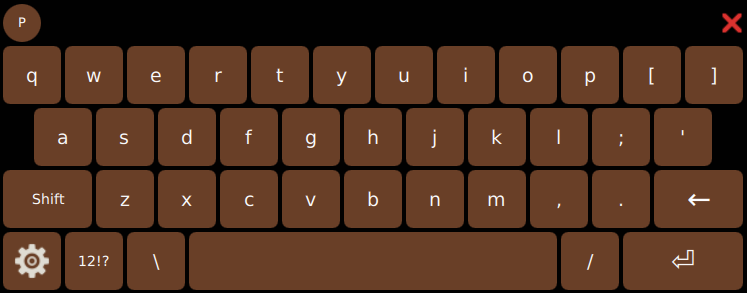 P
q w e r t y u i o p [ ]
a s d f g h j k l ; '
Shift z x c v b n m , . ←
12!? \ / ⏎